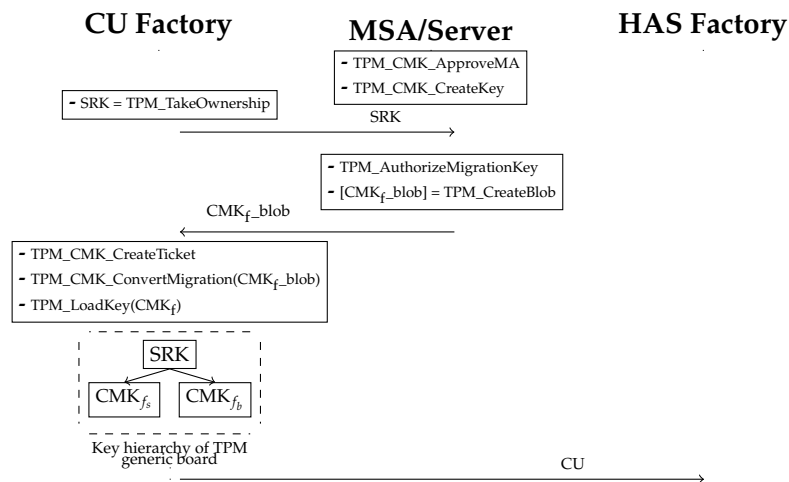 CU Factory
MSA/Server
HAS Factory
- TPM_CMK_ApproveMA
- TPM_CMK_CreateKey
- SRK = TPM_TakeOwnership
SRK
- TPM_AuthorizeMigrationKey
- [CMKf_blob] = TPM_CreateBlob
CMKf_blob
- TPM_CMK_CreateTicket
- TPM_CMK_ConvertMigration(CMKf_blob)
- TPM_LoadKey(CMKf)
SRK
CMKfs
CMKfb
Key hierarchy of TPM
generic board
CU